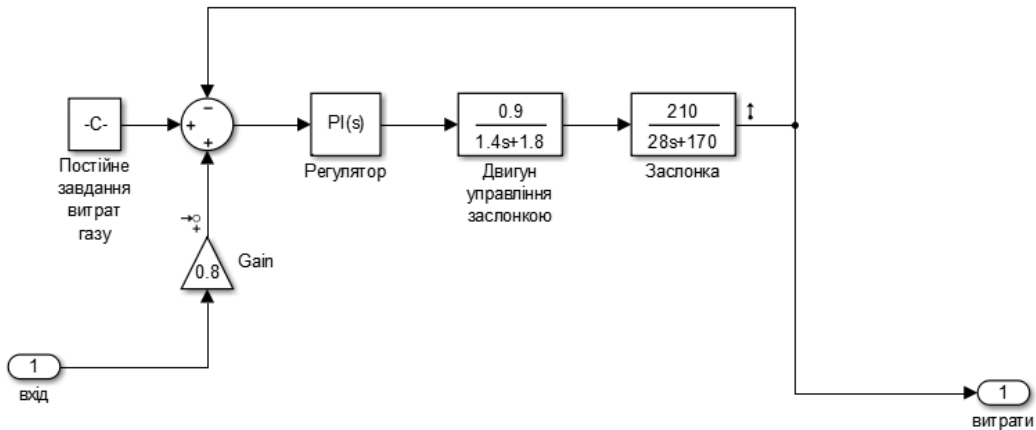 -C-
Постійне
завдання
витрат
газу
−
+
+
PI(s)
Регулятор
0.9
1.4s+1.8
Двигун
управління
заслонкою
210
28s+170
Заслонка
0.8
Gain
1
вхід
1
витрати